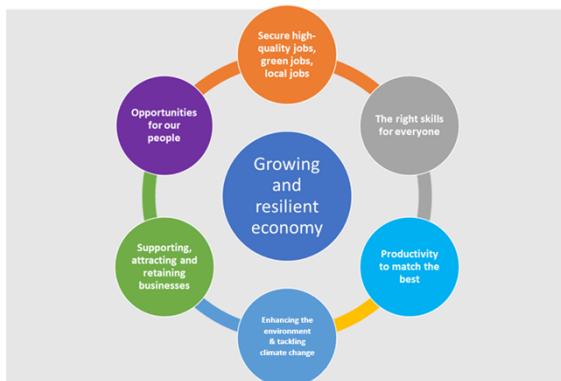 Secure high-
quality jobs,
green jobs,
local jobs
The right skills
for everyone
Productivity
to match the
best
Enhancing the
environment
& tackling
climate change
Supporting,
attracting and
retaining
businesses
Opportunities
for our
people
Growing
and
resilient
economy